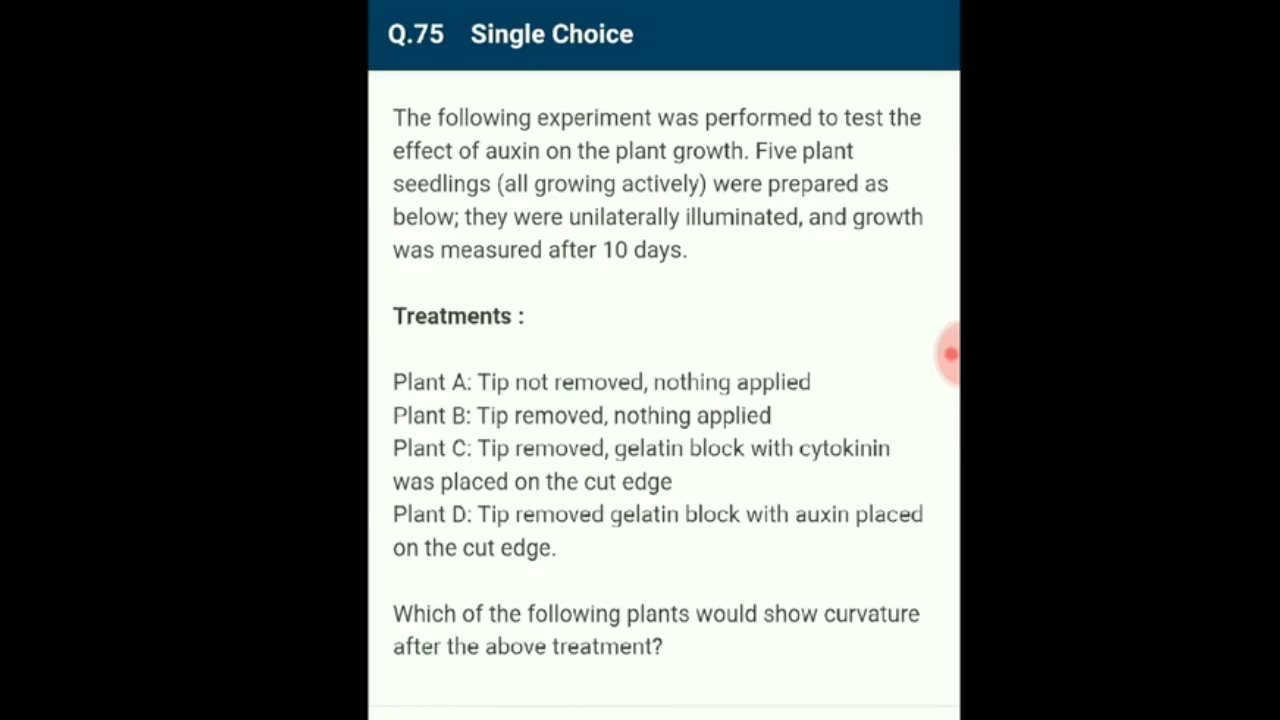 Q.75 Single Choice
The following experiment was performed to test the
effect of auxin on the plant growth. Five plant
seedlings (all growing actively) were prepared as
below; they were unilaterally illuminated, and growth
was measured after 10 days.
Treatments :
Plant A: Tip not removed, nothing applied
Plant B: Tip removed, nothing applied
Plant C: Tip removed, gelatin block with cytokinin
was placed on the cut edge
Plant D: Tip removed gelatin block with auxin placed
on the cut edge.
Which of the following plants would show curvature
after the above treatment?